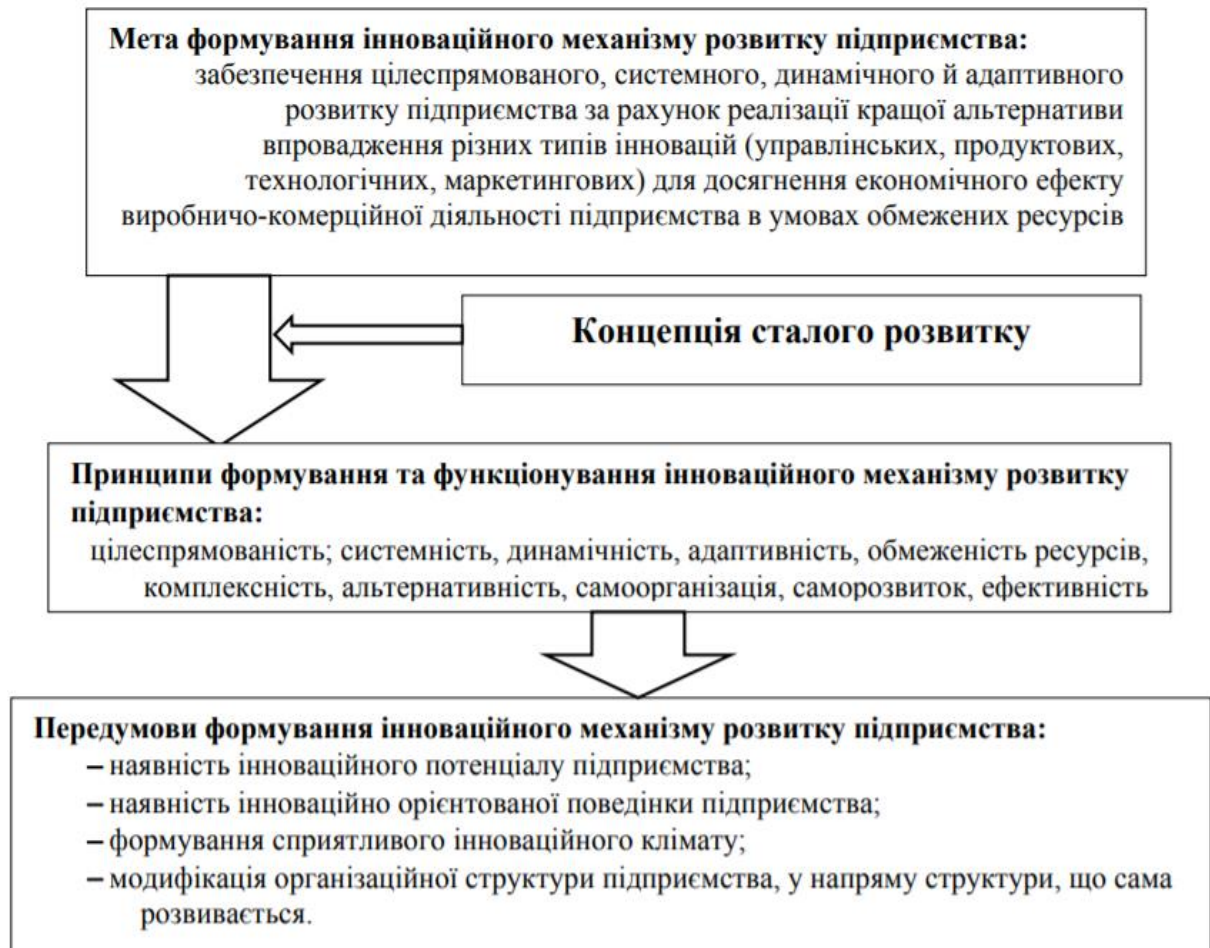 Мета формування інноваційного механізму розвитку підприємства:
забезпечення цілеспрямованого, системного, динамічного й адаптивного
розвитку підприємства за рахунок реалізації кращої альтернативи
впровадження різних типів інновацій (управлінських, продуктових,
технологічних, маркетингових) для досягнення економічного ефекту
виробничо-комерційної діяльності підприємства в умовах обмежених ресурсів
Концепція сталого розвитку
Принципи формування та функціонування інноваційного механізму розвитку
підприємства:
цілеспрямованість; системність, динамічність, адаптивність, обмеженість ресурсів,
комплексність, альтернативність, самоорганізація, саморозвиток, ефективність
Передумови формування інноваційного механізму розвитку підприємства:
– наявність інноваційного потенціалу підприємства;
– наявність інноваційно орієнтованої поведінки підприємства;
– формування сприятливого інноваційного клімату;
– модифікація організаційної структури підприємства, у напряму структури, що сама
розвивається.